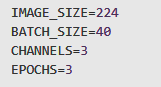 IMAGE_SIZE=224
BATCH_SIZE=40
CHANNELS=3
EPOCHS=3